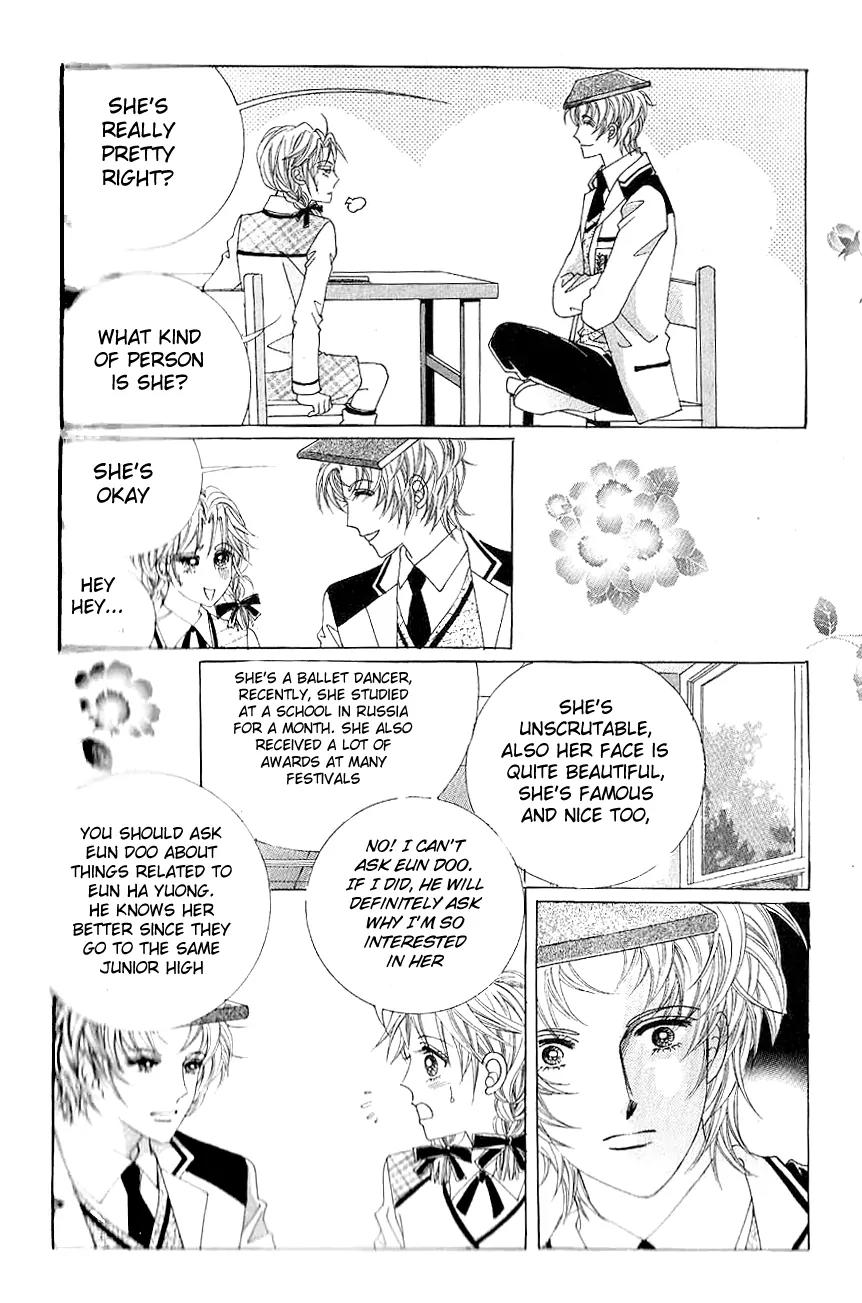 SHE'S
REALLY
PRETTY
RIGHT?
WHAT KIND
OF PERSON
IS SHE?
SHE'S
OKAY
HEY
HEY...
SHE'S
UNSCRUTABLE,
ALSO HER FACE IS
QUITE BEAUTIFUL,
SHE'S FAMOUS
AND NICE TOO,
SHE'S A BALLET DANCER,
RECENTLY, SHE STUDIED
AT A SCHOOL IN RUSSIA
FOR A MONTH. SHE ALSO
RECEIVED A LOT OF
AWARDS AT MANY
FESTIVALS
YOU SHOULD ASK
EUN DOO ABOUT
THINGS RELATED TO
EUN HA YUONG.
HE KNOWS HER
BETTER SINCE THEY
GO TO THE SAME
JUNIOR HIGH
NO! I CAN'T
ASK EUN DOO.
IF I DID, HE WILL
DEFINITELY ASK
WHY I'M SO
INTERESTED
IN HER